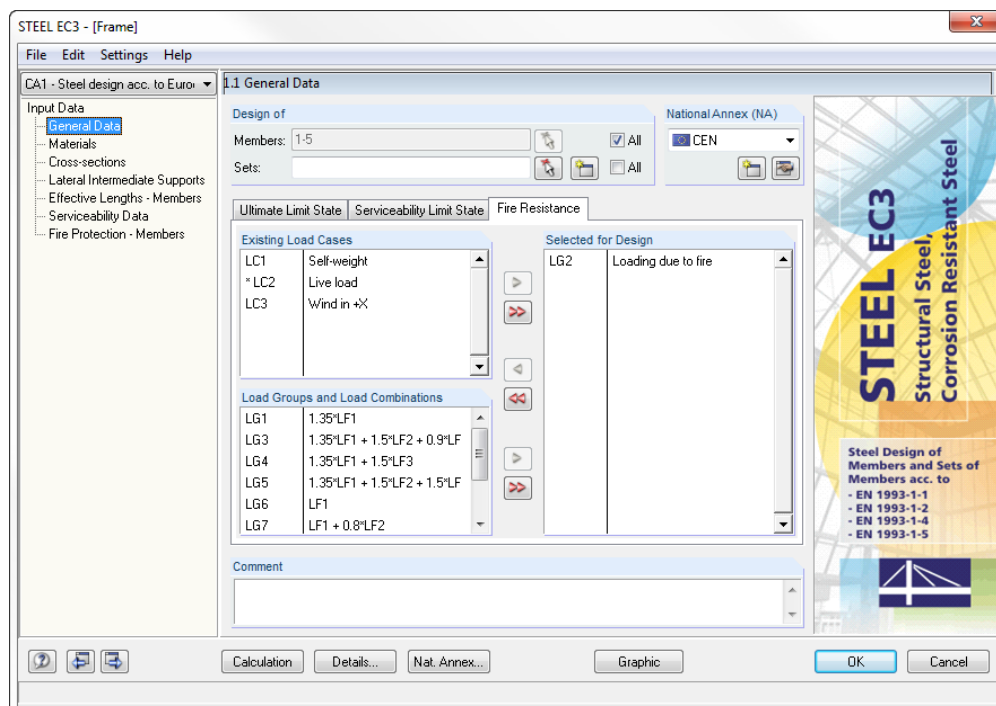 STEEL EC3 - [Frame]
File Edit Settings Help
CA1 - Steel design acc. to Euro
1.1 General Data
Input Data
General Data
Materials
Cross-sections
Lateral Intermediate Supports
Effective Lengths - Members
Serviceability Data
Fire Protection - Members
Design of
Members: 1-5 All
Sets: All
National Annex (NA)
CEN
Ultimate Limit State Serviceability Limit State Fire Resistance
Existing Load Cases
LC1 Self-weight
* LC2 Live load
LC3 Wind in +X
Load Groups and Load Combinations
LG1 1.35*LF1
LG3 1.35*LF1 + 1.5*LF2 + 0.9*LF
LG4 1.35*LF1 + 1.5*LF3
LG5 1.35*LF1 + 1.5*LF2 + 1.5*LF
LG6 LF1
LG7 LF1 + 0.8*LF2
Selected for Design
LG2 Loading due to fire
Comment
STEEL EC3
Structural Steel,
Corrosion Resistant Steel
Steel Design of
Members and Sets of
Members acc. to
- EN 1993-1-1
- EN 1993-1-2
- EN 1993-1-4
- EN 1993-1-5
Calculation Details... Nat. Annex... Graphic OK Cancel